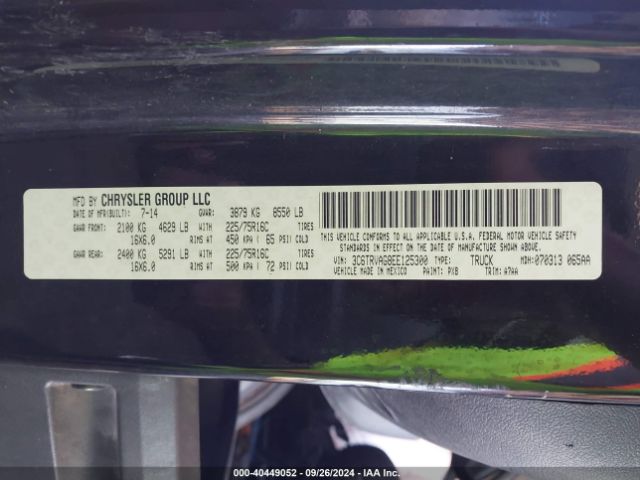 MFD BY CHRYSLER GROUP LLC
DATE OF MFR(BUILT): 7-14 GVWR: 3879 KG 8550 LB
GAWR FRONT: 2100 KG 4629 LB 225/75R16C TIRES
16X6.0 RIMS AT 450 KPA ( 65 PSI) COLD
GAWR REAR: 2400 KG 5291 LB 225/75R16C TIRES
16X6.0 RIMS AT 500 KPA ( 72 PSI) COLD
THIS VEHICLE CONFORMS TO ALL APPLICABLE U.S.A. FEDERAL MOTOR VEHICLE SAFETY
STANDARDS IN EFFECT ON THE DATE OF MANUFACTURE SHOWN ABOVE.
VIN: 3C6TRVAG8EE125300 TYPE: TRUCK MDH: 070313 065AA
VEHICLE MADE IN MEXICO PAINT: PXB TRIM: A7AA
000-40449052 - 09/26/2024 - IAA Inc.